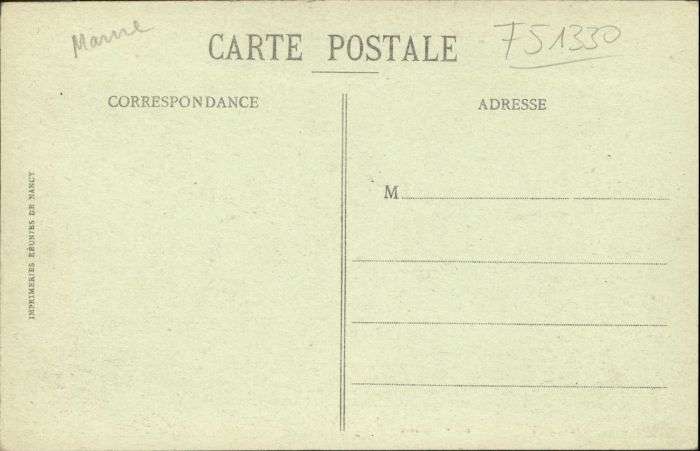 Marne
CARTE POSTALE
751330
CORRESPONDANCE
ADRESSE
M
IMPRIMERIES RÉUNIES DE NANCY